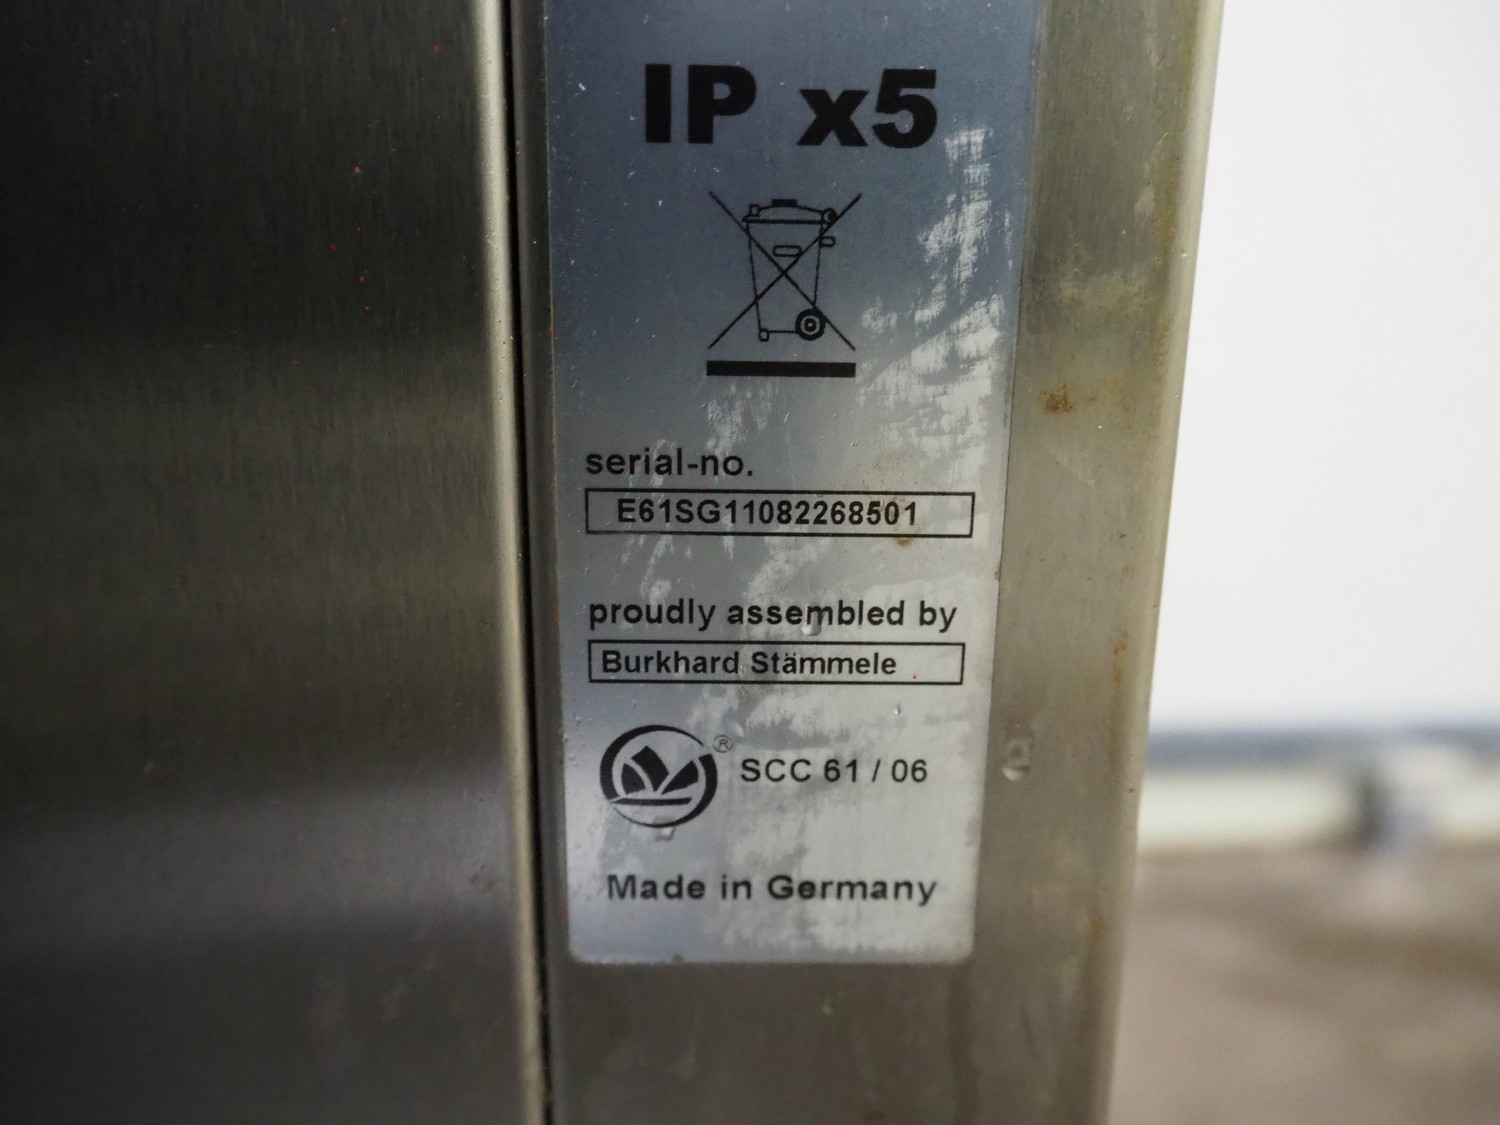 IP x5
serial-no.
E61SG11082268501
proudly assembled by
Burkhard Stämmele
® SCC 61 / 06
Made in Germany